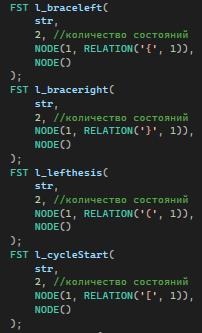 FST l_braceleft(
str,
2, //количество состояний
NODE(1, RELATION('{', 1)),
NODE()
);
FST l_braceright(
str,
2, //количество состояний
NODE(1, RELATION('}', 1)),
NODE()
);
FST l_lefthesis(
str,
2, //количество состояний
NODE(1, RELATION('(', 1)),
NODE()
);
FST l_cycleStart(
str,
2, //количество состояний
NODE(1, RELATION('[', 1)),
NODE()
);